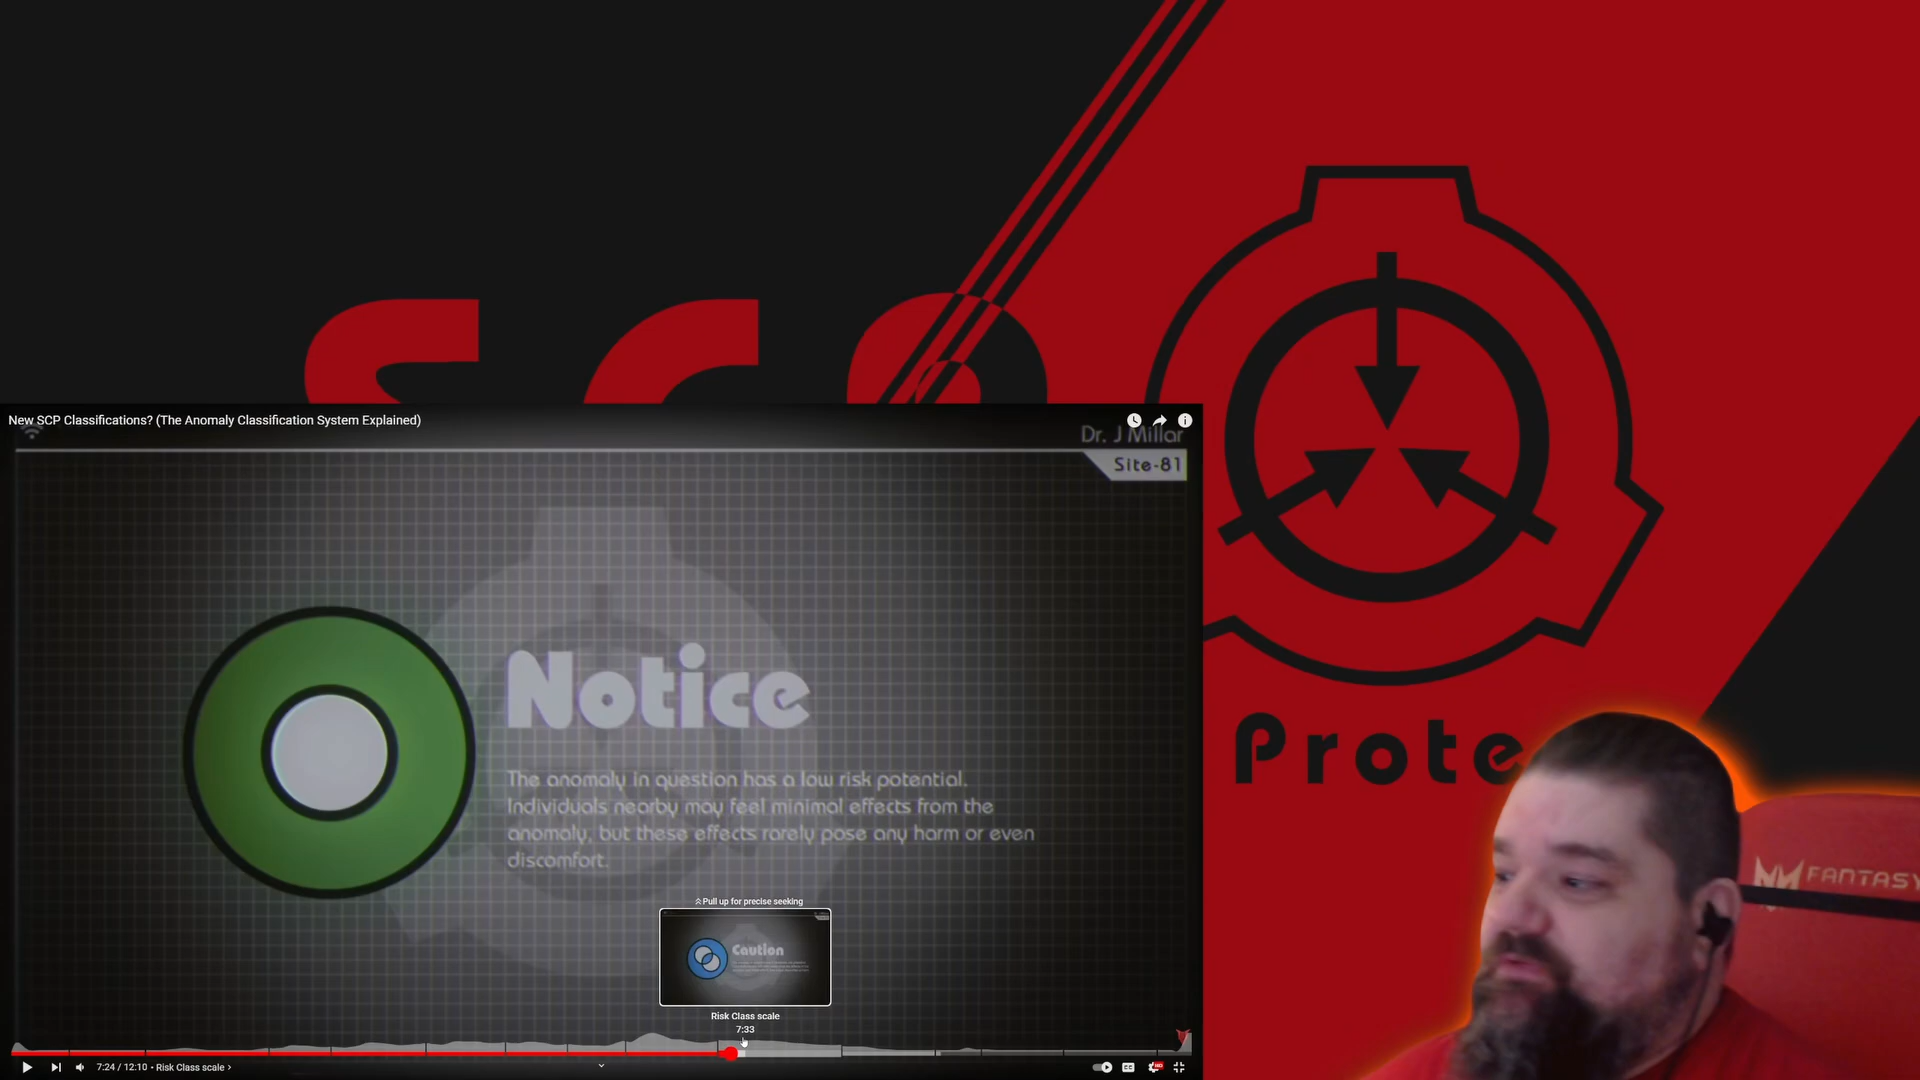 SCP
New SCP Classifications? (The Anomaly Classification System Explained)
Dr. J Millar
Site-81
Notice
The anomaly in question has a low risk potential.
Individuals nearby may feel minimal effects from the
anomaly, but these effects rarely pose any harm or even
discomfort.
Prote
FANTASY
Pull up for precise seeking
Caution
Risk Class scale
7:33
7:24 / 12:10 • Risk Class scale ›
HD